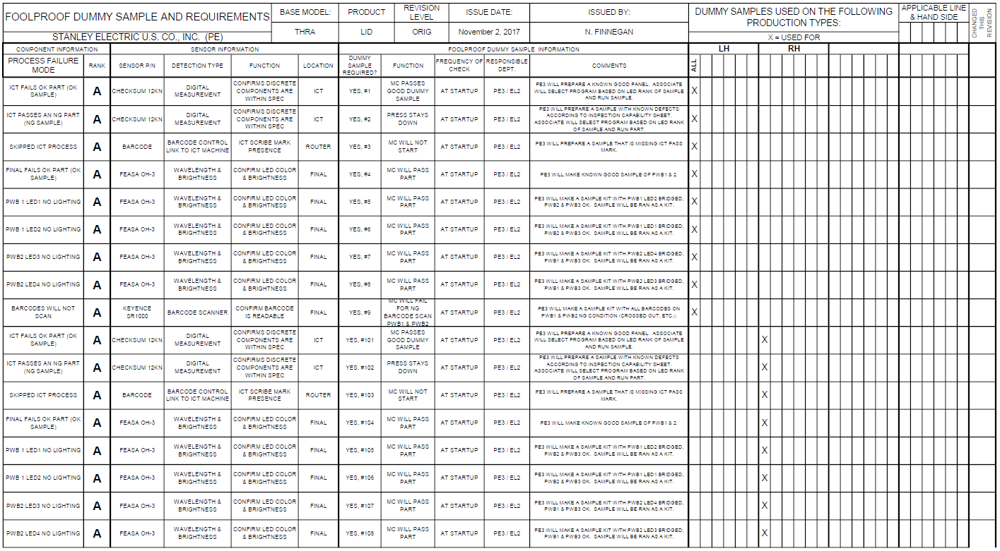 FOOLPROOF DUMMY SAMPLE AND REQUIREMENTS
STANLEY ELECTRIC U.S. CO., INC. (PE)
BASE MODEL:
THRA
PRODUCT
LID
REVISION
LEVEL
ORIG
ISSUE DATE:
November 2, 2017
ISSUED BY:
N. FINNEGAN
DUMMY SAMPLES USED ON THE FOLLOWING
PRODUCTION TYPES:
X = USED FOR
APPLICABLE LINE
& HAND SIDE
CHANGED
THIS
REVISION
COMPONENT INFORMATION
SENSOR INFORMATION
FOOLPROOF DUMMY SAMPLE INFORMATION
LH
RH
PROCESS FAILURE
MODE
RANK
SENSOR P/N
DETECTION TYPE
FUNCTION
LOCATION
DUMMY
SAMPLE
REQUIRED?
FUNCTION
FREQUENCY OF
CHECK
RESPONSIBLE
DEPT.
COMMENTS
ALL
ICT FAILS OK PART (OK
SAMPLE)
A
CHECKSUM 12KN
DIGITAL
MEASUREMENT
CONFIRMS DISCRETE
COMPONENTS ARE
WITHIN SPEC
ICT
YES, #1
MC PASSES
GOOD DUMMY
SAMPLE
AT STARTUP
PE3 / EL2
PE3 WILL PREPARE A KNOWN GOOD PANEL. ASSOCIATE
WILL SELECT PROGRAM BASED ON LED RANK OF SAMPLE
AND RUN SAMPLE.
X
ICT PASSES AN NG PART
(NG SAMPLE)
A
CHECKSUM 12KN
DIGITAL
MEASUREMENT
CONFIRMS DISCRETE
COMPONENTS ARE
WITHIN SPEC
ICT
YES, #2
PRESS STAYS
DOWN
AT STARTUP
PE3 / EL2
PE3 WILL PREPARE A SAMPLE WITH KNOWN DEFECTS
ACCORDING TO INSPECTION CAPABILITY SHEET.
ASSOCIATE WILL SELECT PROGRAM BASED ON LED RANK
OF SAMPLE AND RUN PART.
X
SKIPPED ICT PROCESS
A
BARCODE
BARCODE CONTROL
LINK TO ICT MACHINE
ICT SCRIBE MARK
PRESENCE
ROUTER
YES, #3
MC WILL NOT
START
AT STARTUP
PE3 / EL2
PE3 WILL PREPARE A SAMPLE THAT IS MISSING ICT PASS
MARK.
X
FINAL FAILS OK PART (OK
SAMPLE)
A
FEASA OH-3
WAVELENGTH &
BRIGHTNESS
CONFIRM LED COLOR
& BRIGHTNESS
FINAL
YES, #4
MC WILL PASS
PART
AT STARTUP
PE3 / EL2
PE3 WILL MAKE KNOWN GOOD SAMPLE OF PWB1 & 2.
X
PWB 1 LED1 NO LIGHTING
A
FEASA OH-3
WAVELENGTH &
BRIGHTNESS
CONFIRM LED COLOR
& BRIGHTNESS
FINAL
YES, #5
MC WILL PASS
PART
AT STARTUP
PE3 / EL2
PE3 WILL MAKE A SAMPLE KIT WITH PWB1 LED2 BRIDGED,
PWB2 & PWB3 OK. SAMPLE WILL BE RAN AS A KIT.
X
PWB 1 LED2 NO LIGHTING
A
FEASA OH-3
WAVELENGTH &
BRIGHTNESS
CONFIRM LED COLOR
& BRIGHTNESS
FINAL
YES, #6
MC WILL PASS
PART
AT STARTUP
PE3 / EL2
PE3 WILL MAKE A SAMPLE KIT WITH PWB1 LED1 BRIDGED,
PWB2 & PWB3 OK. SAMPLE WILL BE RAN AS A KIT.
X
PWB2 LED3 NO LIGHTING
A
FEASA OH-3
WAVELENGTH &
BRIGHTNESS
CONFIRM LED COLOR
& BRIGHTNESS
FINAL
YES, #7
MC WILL PASS
PART
AT STARTUP
PE3 / EL2
PE3 WILL MAKE A SAMPLE KIT WITH PWB2 LED4 BRIDGED,
PWB1 & PWB3 OK. SAMPLE WILL BE RAN AS A KIT.
X
PWB2 LED4 NO LIGHTING
A
FEASA OH-3
WAVELENGTH &
BRIGHTNESS
CONFIRM LED COLOR
& BRIGHTNESS
FINAL
YES, #8
MC WILL PASS
PART
AT STARTUP
PE3 / EL2
PE3 WILL MAKE A SAMPLE KIT WITH PWB2 LED3 BRIDGED,
PWB1 & PWB3 OK. SAMPLE WILL BE RAN AS A KIT.
X
BARCODES WILL NOT
SCAN
A
KEYENCE
SR1000
BARCODE SCANNER
CONFIRM BARCODE
IS READABLE
FINAL
YES, #9
MC WILL FAIL
FOR NG
BARCODE SCAN
PWB1 & PWB2
AT STARTUP
PE3 / EL2
PE3 WILL MAKE A SAMPLE KIT WITH ALL BARCODES ON
PWB1 & PWB2 NG CONDITION (CROSSED OUT, ETC.).
X
ICT FAILS OK PART (OK
SAMPLE)
A
CHECKSUM 12KN
DIGITAL
MEASUREMENT
CONFIRMS DISCRETE
COMPONENTS ARE
WITHIN SPEC
ICT
YES, #101
MC PASSES
GOOD DUMMY
SAMPLE
AT STARTUP
PE3 / EL2
PE3 WILL PREPARE A KNOWN GOOD PANEL. ASSOCIATE
WILL SELECT PROGRAM BASED ON LED RANK OF SAMPLE
AND RUN SAMPLE.
X
ICT PASSES AN NG PART
(NG SAMPLE)
A
CHECKSUM 12KN
DIGITAL
MEASUREMENT
CONFIRMS DISCRETE
COMPONENTS ARE
WITHIN SPEC
ICT
YES, #102
PRESS STAYS
DOWN
AT STARTUP
PE3 / EL2
PE3 WILL PREPARE A SAMPLE WITH KNOWN DEFECTS
ACCORDING TO INSPECTION CAPABILITY SHEET.
ASSOCIATE WILL SELECT PROGRAM BASED ON LED RANK
OF SAMPLE AND RUN PART.
X
SKIPPED ICT PROCESS
A
BARCODE
BARCODE CONTROL
LINK TO ICT MACHINE
ICT SCRIBE MARK
PRESENCE
ROUTER
YES, #103
MC WILL NOT
START
AT STARTUP
PE3 / EL2
PE3 WILL PREPARE A SAMPLE THAT IS MISSING ICT PASS
MARK.
X
FINAL FAILS OK PART (OK
SAMPLE)
A
FEASA OH-3
WAVELENGTH &
BRIGHTNESS
CONFIRM LED COLOR
& BRIGHTNESS
FINAL
YES, #104
MC WILL PASS
PART
AT STARTUP
PE3 / EL2
PE3 WILL MAKE KNOWN GOOD SAMPLE OF PWB1 & 2.
X
PWB 1 LED1 NO LIGHTING
A
FEASA OH-3
WAVELENGTH &
BRIGHTNESS
CONFIRM LED COLOR
& BRIGHTNESS
FINAL
YES, #105
MC WILL PASS
PART
AT STARTUP
PE3 / EL2
PE3 WILL MAKE A SAMPLE KIT WITH PWB1 LED2 BRIDGED,
PWB2 & PWB3 OK. SAMPLE WILL BE RAN AS A KIT.
X
PWB 1 LED2 NO LIGHTING
A
FEASA OH-3
WAVELENGTH &
BRIGHTNESS
CONFIRM LED COLOR
& BRIGHTNESS
FINAL
YES, #106
MC WILL PASS
PART
AT STARTUP
PE3 / EL2
PE3 WILL MAKE A SAMPLE KIT WITH PWB1 LED1 BRIDGED,
PWB2 & PWB3 OK. SAMPLE WILL BE RAN AS A KIT.
X
PWB2 LED3 NO LIGHTING
A
FEASA OH-3
WAVELENGTH &
BRIGHTNESS
CONFIRM LED COLOR
& BRIGHTNESS
FINAL
YES, #107
MC WILL PASS
PART
AT STARTUP
PE3 / EL2
PE3 WILL MAKE A SAMPLE KIT WITH PWB2 LED4 BRIDGED,
PWB1 & PWB3 OK. SAMPLE WILL BE RAN AS A KIT.
X
PWB2 LED4 NO LIGHTING
A
FEASA OH-3
WAVELENGTH &
BRIGHTNESS
CONFIRM LED COLOR
& BRIGHTNESS
FINAL
YES, #108
MC WILL PASS
PART
AT STARTUP
PE3 / EL2
PE3 WILL MAKE A SAMPLE KIT WITH PWB2 LED3 BRIDGED,
PWB1 & PWB3 OK. SAMPLE WILL BE RAN AS A KIT.
X